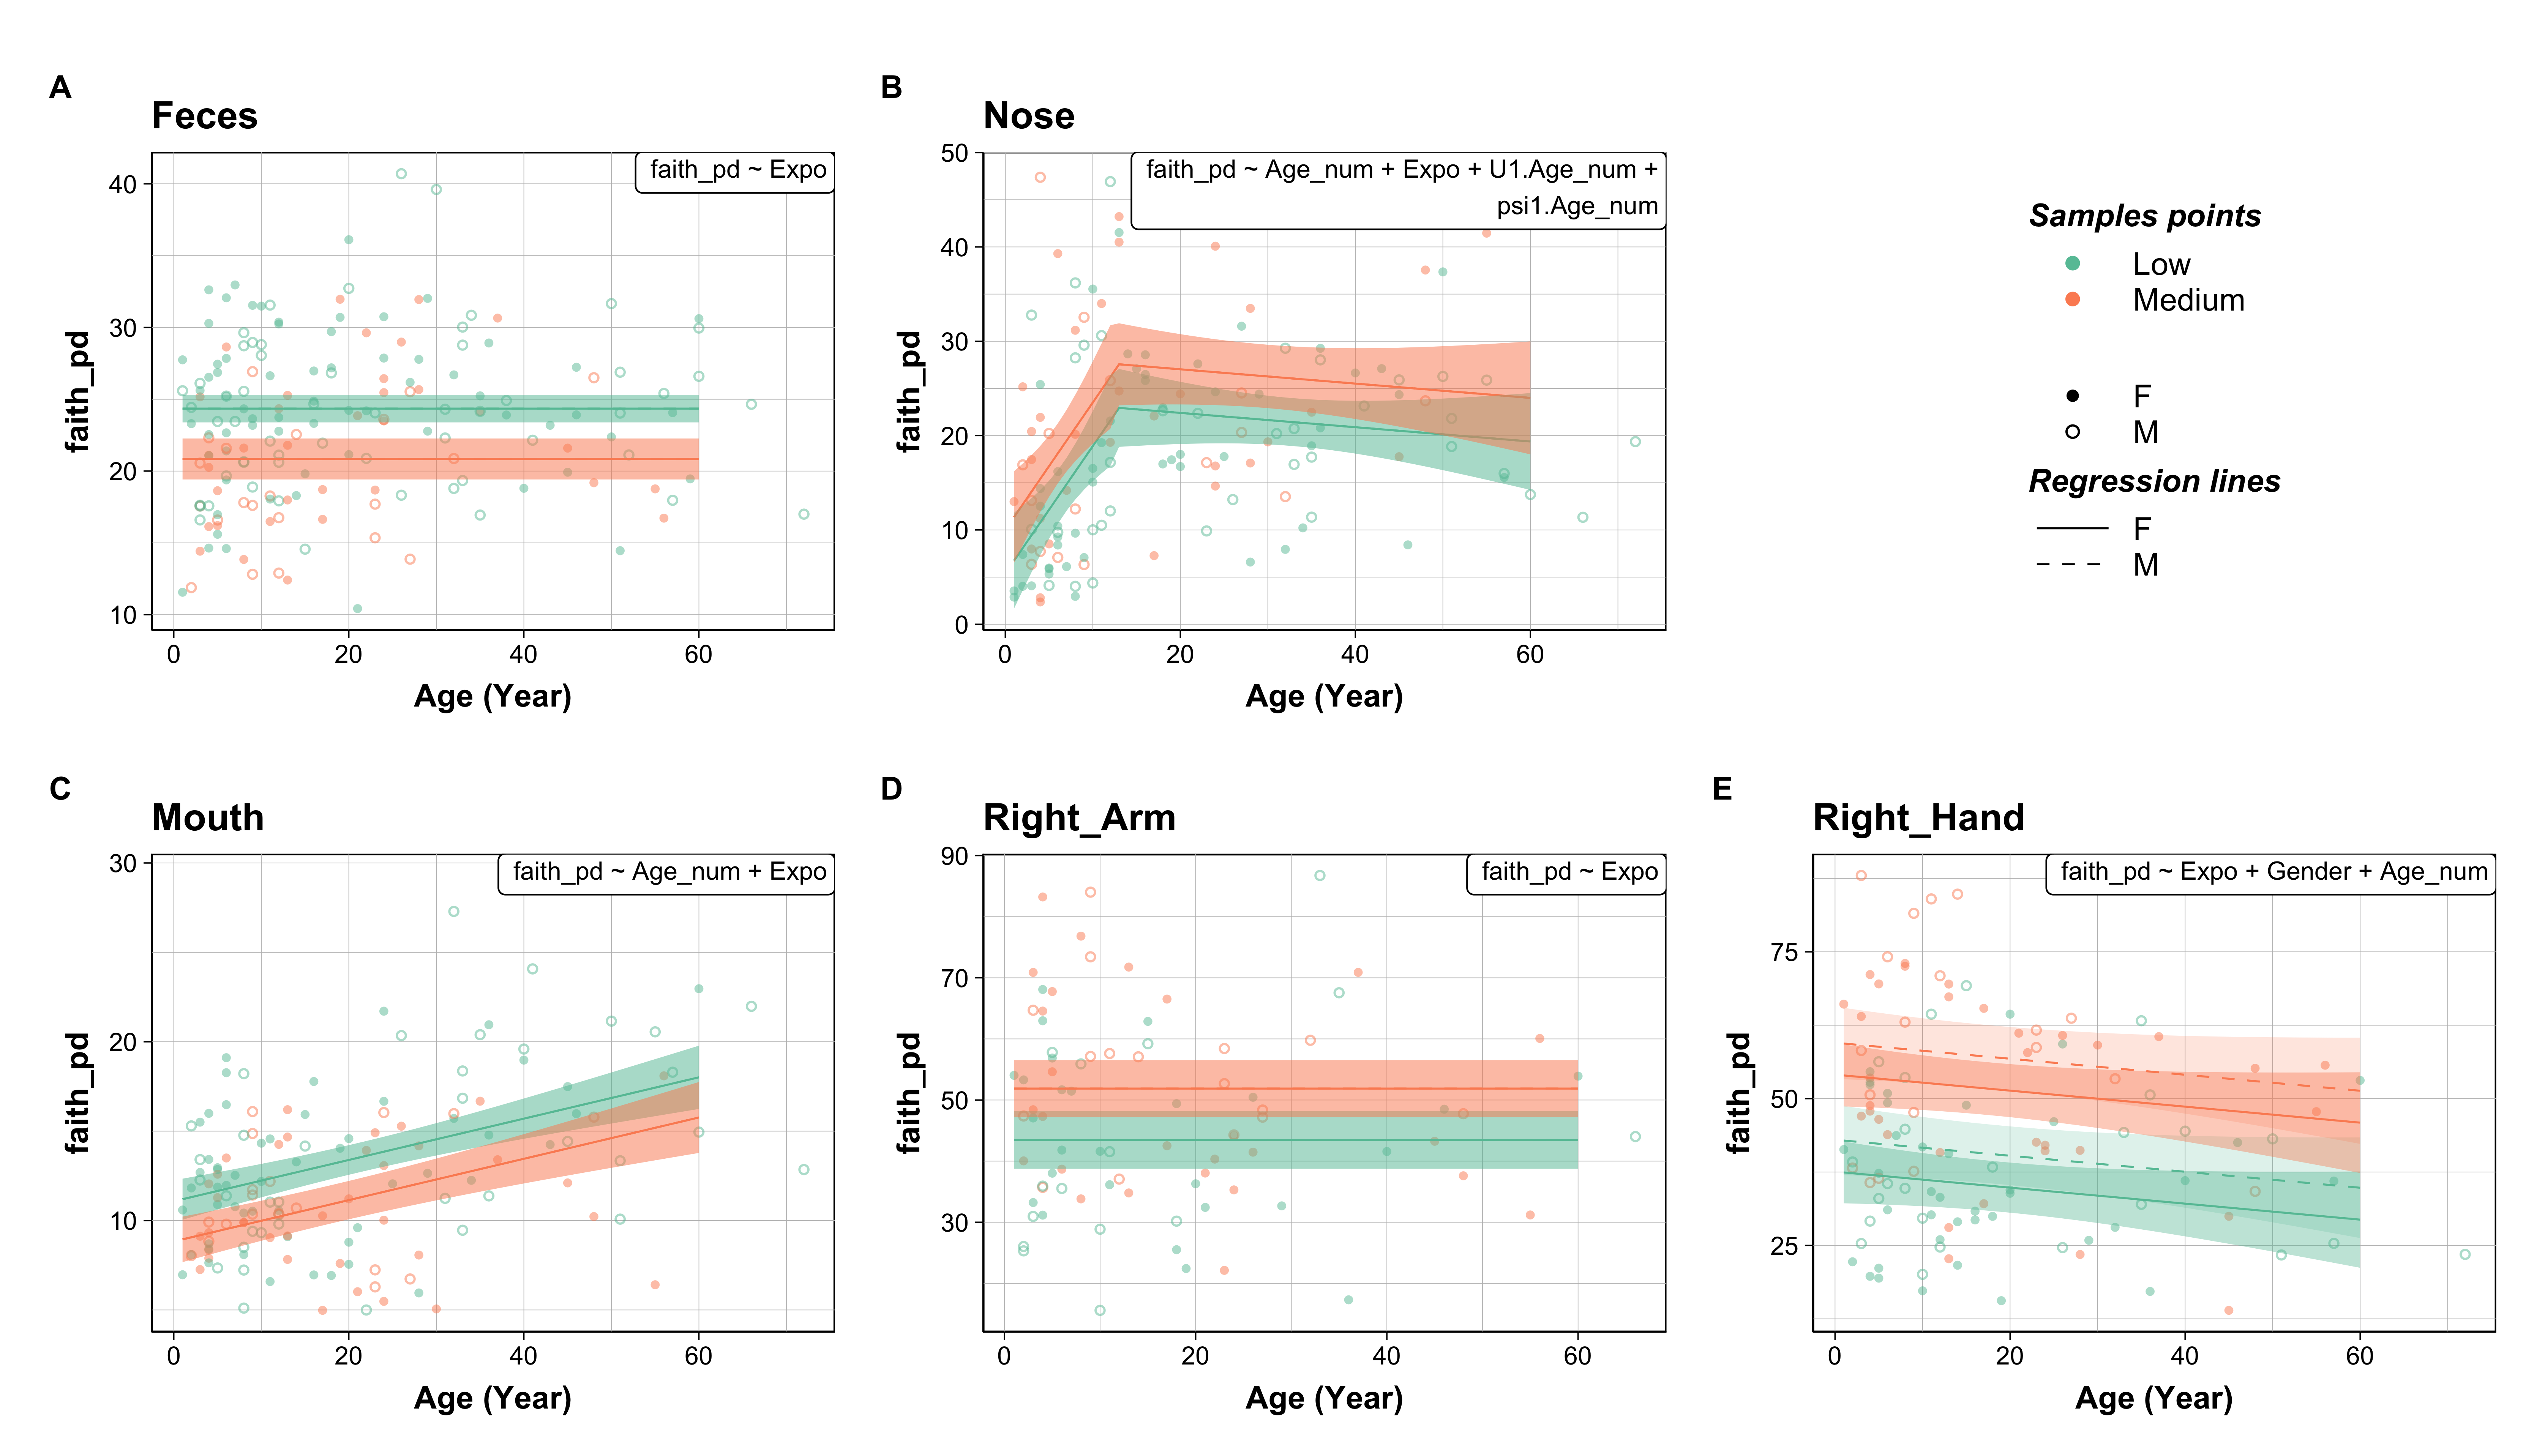 A
Feces
faith_pd ~ Expo
40
30
20
10
faith_pd
0 20 40 60
Age (Year)
B
Nose
faith_pd ~ Age_num + Expo + U1.Age_num +
psi1.Age_num
50
40
30
20
10
0
faith_pd
0 20 40 60
Age (Year)
Samples points
Low
Medium
F
M
Regression lines
F
M
C
Mouth
faith_pd ~ Age_num + Expo
30
20
10
faith_pd
0 20 40 60
Age (Year)
D
Right_Arm
faith_pd ~ Expo
90
70
50
30
faith_pd
0 20 40 60
Age (Year)
E
Right_Hand
faith_pd ~ Expo + Gender + Age_num
75
50
25
faith_pd
0 20 40 60
Age (Year)